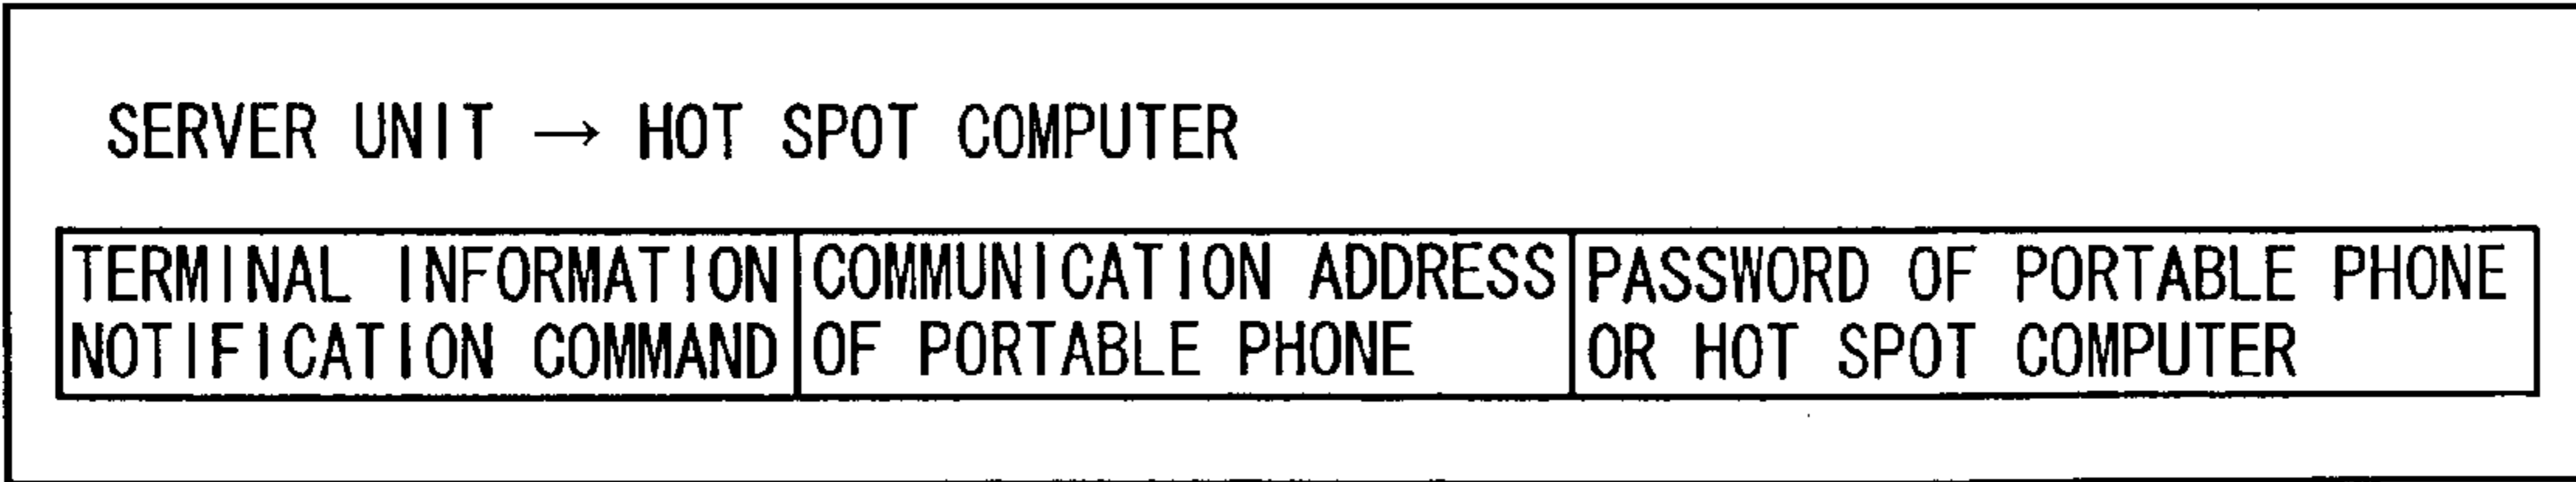 SERVER UNIT → HOT SPOT COMPUTER
TERMINAL INFORMATION
NOTIFICATION COMMAND
COMMUNICATION ADDRESS
OF PORTABLE PHONE
PASSWORD OF PORTABLE PHONE
OR HOT SPOT COMPUTER